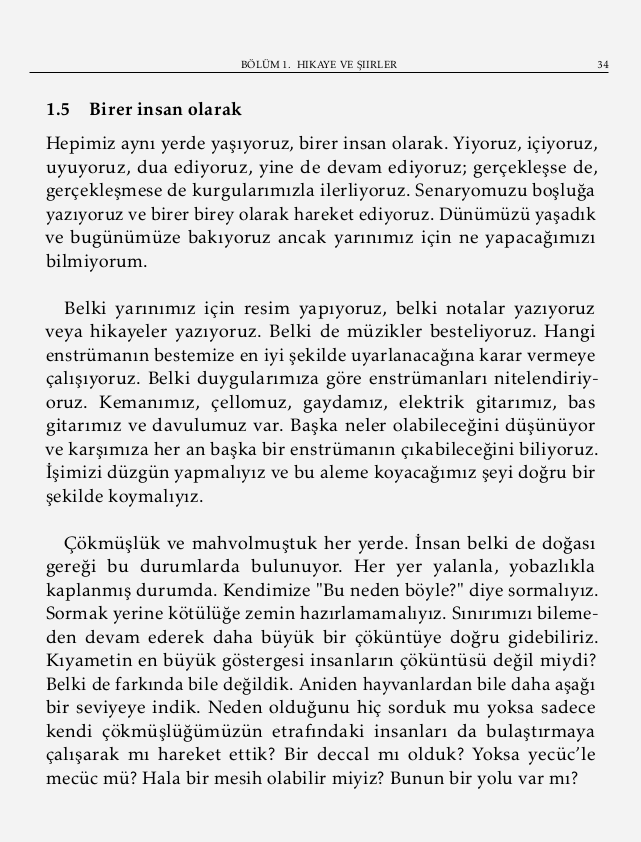 BÖLÜM 1. HIKAYE VE ŞIIRLER 34
1.5 Birer insan olarak
Hepimiz aynı yerde yaşıyoruz, birer insan olarak. Yiyoruz, içiyoruz,
uyuyoruz, dua ediyoruz, yine de devam ediyoruz; gerçekleşse de,
gerçekleşmese de kurgularımızla ilerliyoruz. Senaryomuzu boşluğa
yazıyoruz ve birer birey olarak hareket ediyoruz. Dünümüzü yaşadık
ve bugünümüze bakıyoruz ancak yarınımız için ne yapacağımızı
bilmiyorum.
Belki yarınımız için resim yapıyoruz, belki notalar yazıyoruz
veya hikayeler yazıyoruz. Belki de müzikler besteliyoruz. Hangi
enstrümanın bestemize en iyi şekilde uyarlanacağına karar vermeye
çalışıyoruz. Belki duygularımıza göre enstrümanları nitelendiriy-
oruz. Kemanımız, çellomuz, gaydamız, elektrik gitarımız, bas
gitarımız ve davulumuz var. Başka neler olabileceğini düşünüyor
ve karşımıza her an başka bir enstrümanın çıkabileceğini biliyoruz.
İşimizi düzgün yapmalıyız ve bu aleme koyacağımız şeyi doğru bir
şekilde koymalıyız.
Çökmüşlük ve mahvolmuştuk her yerde. İnsan belki de doğası
gereği bu durumlarda bulunuyor. Her yer yalanla, yobazlıkla
kaplanmış durumda. Kendimize "Bu neden böyle?" diye sormalıyız.
Sormak yerine kötülüğe zemin hazırlamamalıyız. Sınırımızı bileme-
den devam ederek daha büyük bir çöküntüye doğru gidebiliriz.
Kıyametin en büyük göstergesi insanların çöküntüsü değil miydi?
Belki de farkında bile değildik. Aniden hayvanlardan bile daha aşağı
bir seviyeye indik. Neden olduğunu hiç sorduk mu yoksa sadece
kendi çökmüşlüğümüzün etrafındaki insanları da bulaştırmaya
çalışarak mı hareket ettik? Bir deccal mı olduk? Yoksa yecüc’le
mecüc mü? Hala bir mesih olabilir miyiz? Bunun bir yolu var mı?